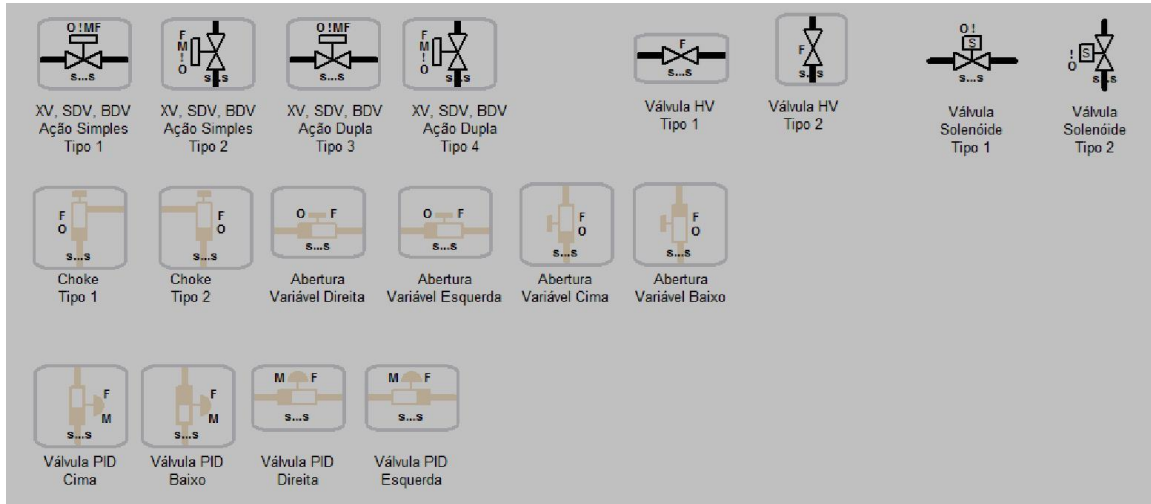 O !MF
s...s
XV, SDV, BDV
Ação Simples
Tipo 1
F
M
!
O
s...s
XV, SDV, BDV
Ação Simples
Tipo 2
O !MF
s...s
XV, SDV, BDV
Ação Dupla
Tipo 3
F
M
!
O
s...s
XV, SDV, BDV
Ação Dupla
Tipo 4
F
s...s
Válvula HV
Tipo 1
F
s...s
Válvula HV
Tipo 2
O !
S
s...s
Válvula
Solenóide
Tipo 1
!
O
S
s...s
Válvula
Solenóide
Tipo 2
F
O
s...s
Choke
Tipo 1
F
O
s...s
Choke
Tipo 2
O F
s...s
Abertura
Variável Direita
O F
s...s
Abertura
Variável Esquerda
F
O
s...s
Abertura
Variável Cima
F
O
s...s
Abertura
Variável Baixo
F
M
s...s
Válvula PID
Cima
F
M
s...s
Válvula PID
Baixo
M F
s...s
Válvula PID
Direita
M F
s...s
Válvula PID
Esquerda